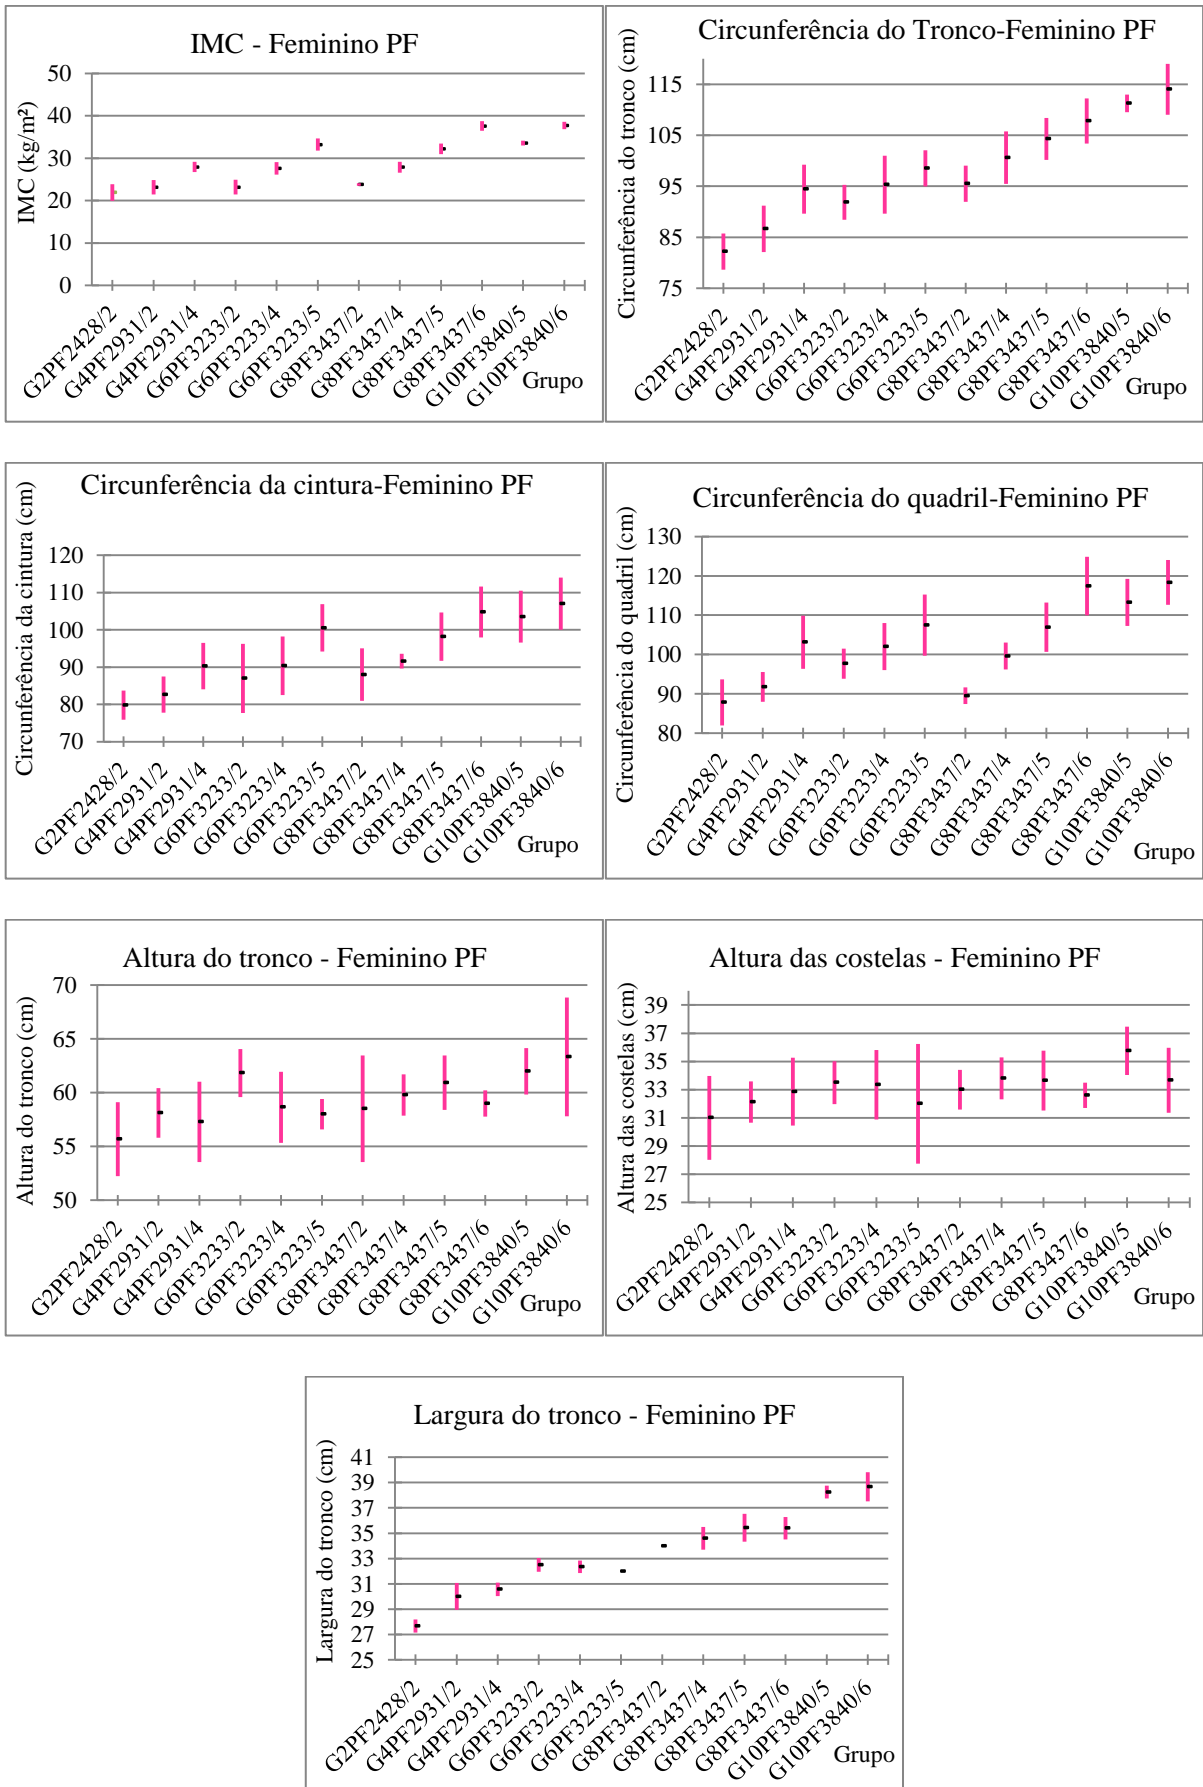 IMC - Feminino PF
IMC (kg/m²)
50
40
30
20
10
0
G2PF2428/2
G4PF2931/2
G4PF2931/4
G6PF3233/2
G6PF3233/4
G6PF3233/5
G8PF3437/2
G8PF3437/4
G8PF3437/5
G8PF3437/6
G10PF3840/5
G10PF3840/6
Grupo
Circunferência do Tronco-Feminino PF
Circunferência do tronco (cm)
115
105
95
85
75
G2PF2428/2
G4PF2931/2
G4PF2931/4
G6PF3233/2
G6PF3233/4
G6PF3233/5
G8PF3437/2
G8PF3437/4
G8PF3437/5
G8PF3437/6
G10PF3840/5
G10PF3840/6
Grupo
Circunferência da cintura-Feminino PF
Circunferência da cintura (cm)
120
110
100
90
80
70
G2PF2428/2
G4PF2931/2
G4PF2931/4
G6PF3233/2
G6PF3233/4
G6PF3233/5
G8PF3437/2
G8PF3437/4
G8PF3437/5
G8PF3437/6
G10PF3840/5
G10PF3840/6
Grupo
Circunferência do quadril-Feminino PF
Circunferência do quadril (cm)
130
120
110
100
90
80
G2PF2428/2
G4PF2931/2
G4PF2931/4
G6PF3233/2
G6PF3233/4
G6PF3233/5
G8PF3437/2
G8PF3437/4
G8PF3437/5
G8PF3437/6
G10PF3840/5
G10PF3840/6
Grupo
Altura do tronco - Feminino PF
Altura do tronco (cm)
70
65
60
55
50
G2PF2428/2
G4PF2931/2
G4PF2931/4
G6PF3233/2
G6PF3233/4
G6PF3233/5
G8PF3437/2
G8PF3437/4
G8PF3437/5
G8PF3437/6
G10PF3840/5
G10PF3840/6
Grupo
Altura das costelas - Feminino PF
Altura das costelas (cm)
39
37
35
33
31
29
27
25
G2PF2428/2
G4PF2931/2
G4PF2931/4
G6PF3233/2
G6PF3233/4
G6PF3233/5
G8PF3437/2
G8PF3437/4
G8PF3437/5
G8PF3437/6
G10PF3840/5
G10PF3840/6
Grupo
Largura do tronco - Feminino PF
Largura do tronco (cm)
41
39
37
35
33
31
29
27
25
G2PF2428/2
G4PF2931/2
G4PF2931/4
G6PF3233/2
G6PF3233/4
G6PF3233/5
G8PF3437/2
G8PF3437/4
G8PF3437/5
G8PF3437/6
G10PF3840/5
G10PF3840/6
Grupo